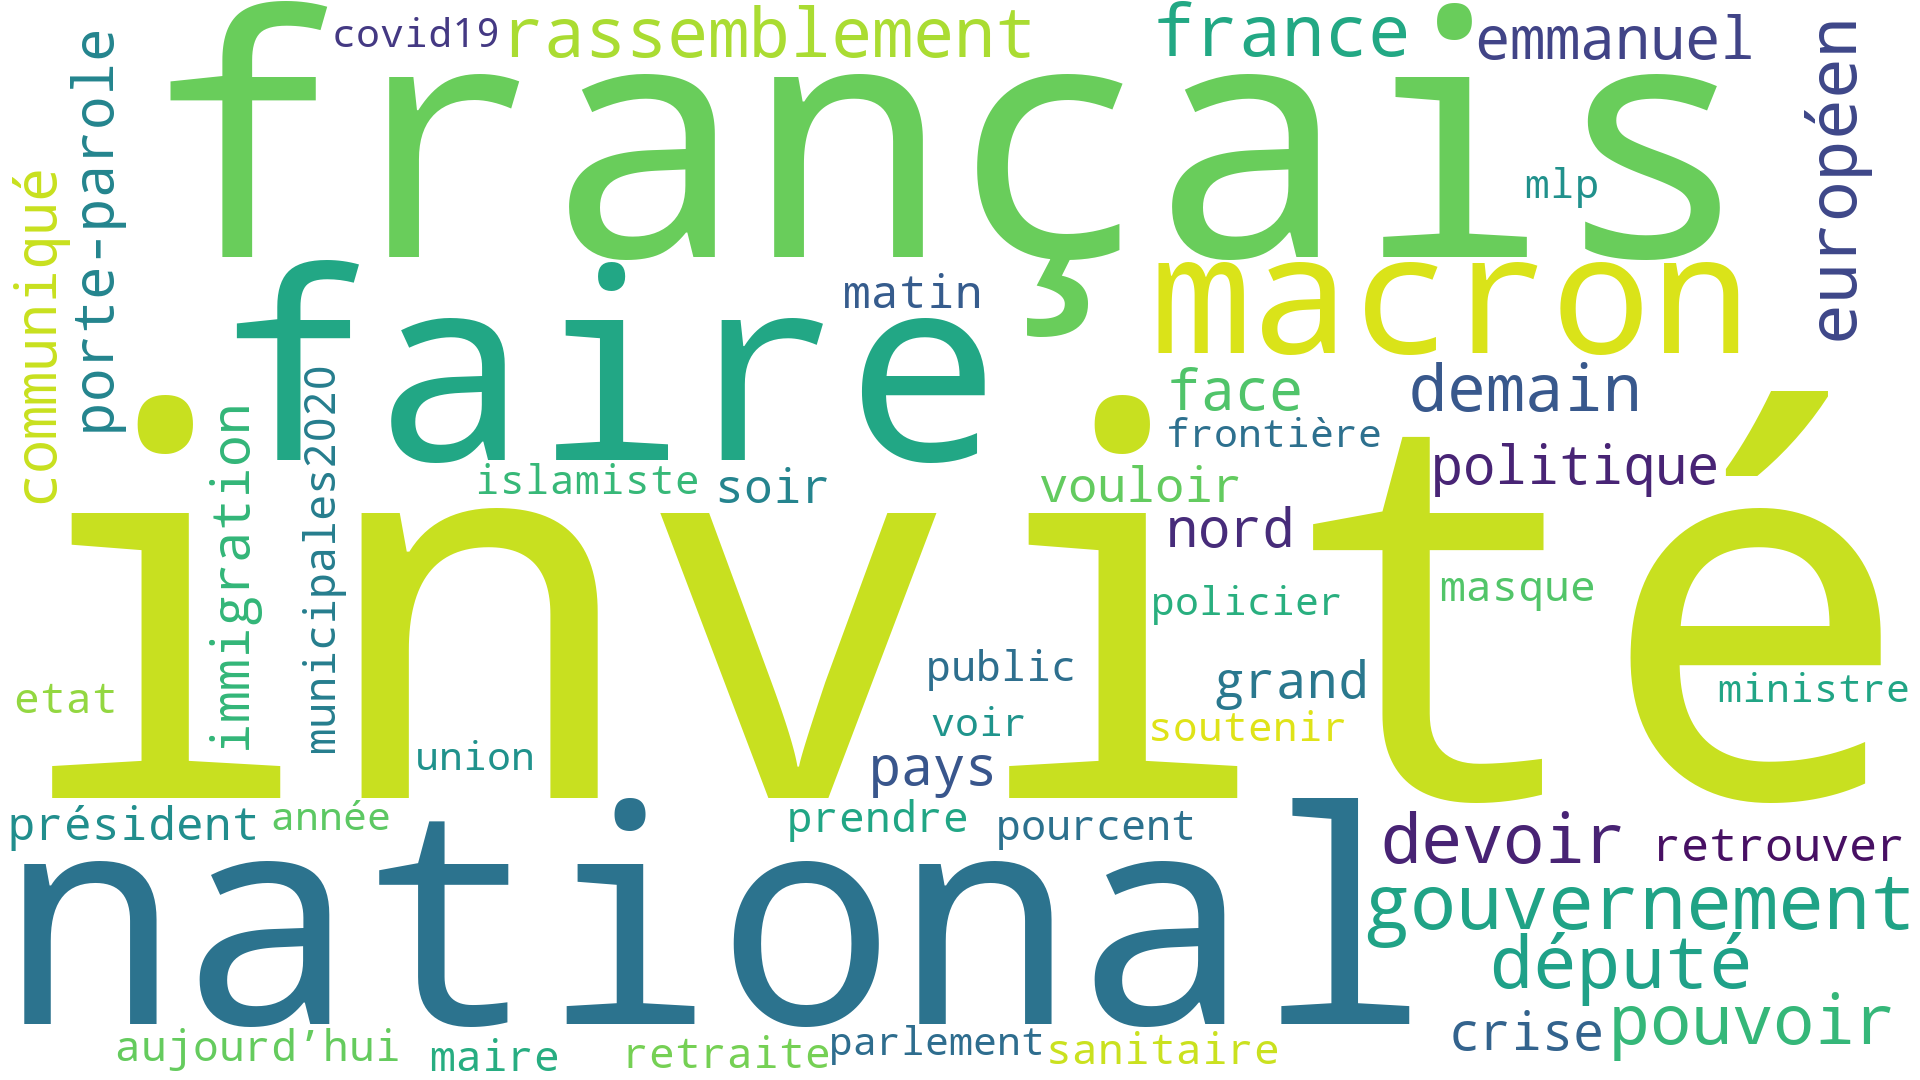 covid19
rassemblement
france
emmanuel
européen
porte-parole
communiqué
français
mlp
faire
matin
macron
face
demain
frontière
politique
immigration
municipales2020
islamiste
soir
vouloir
nord
invité
policier
masque
public
grand
ministre
etat
voir
soutenir
union
pays
président
année
prendre
pourcent
devoir
retrouver
national
gouvernement
député
pouvoir
crise
aujourd’hui
maire
retraite
parlement
sanitaire